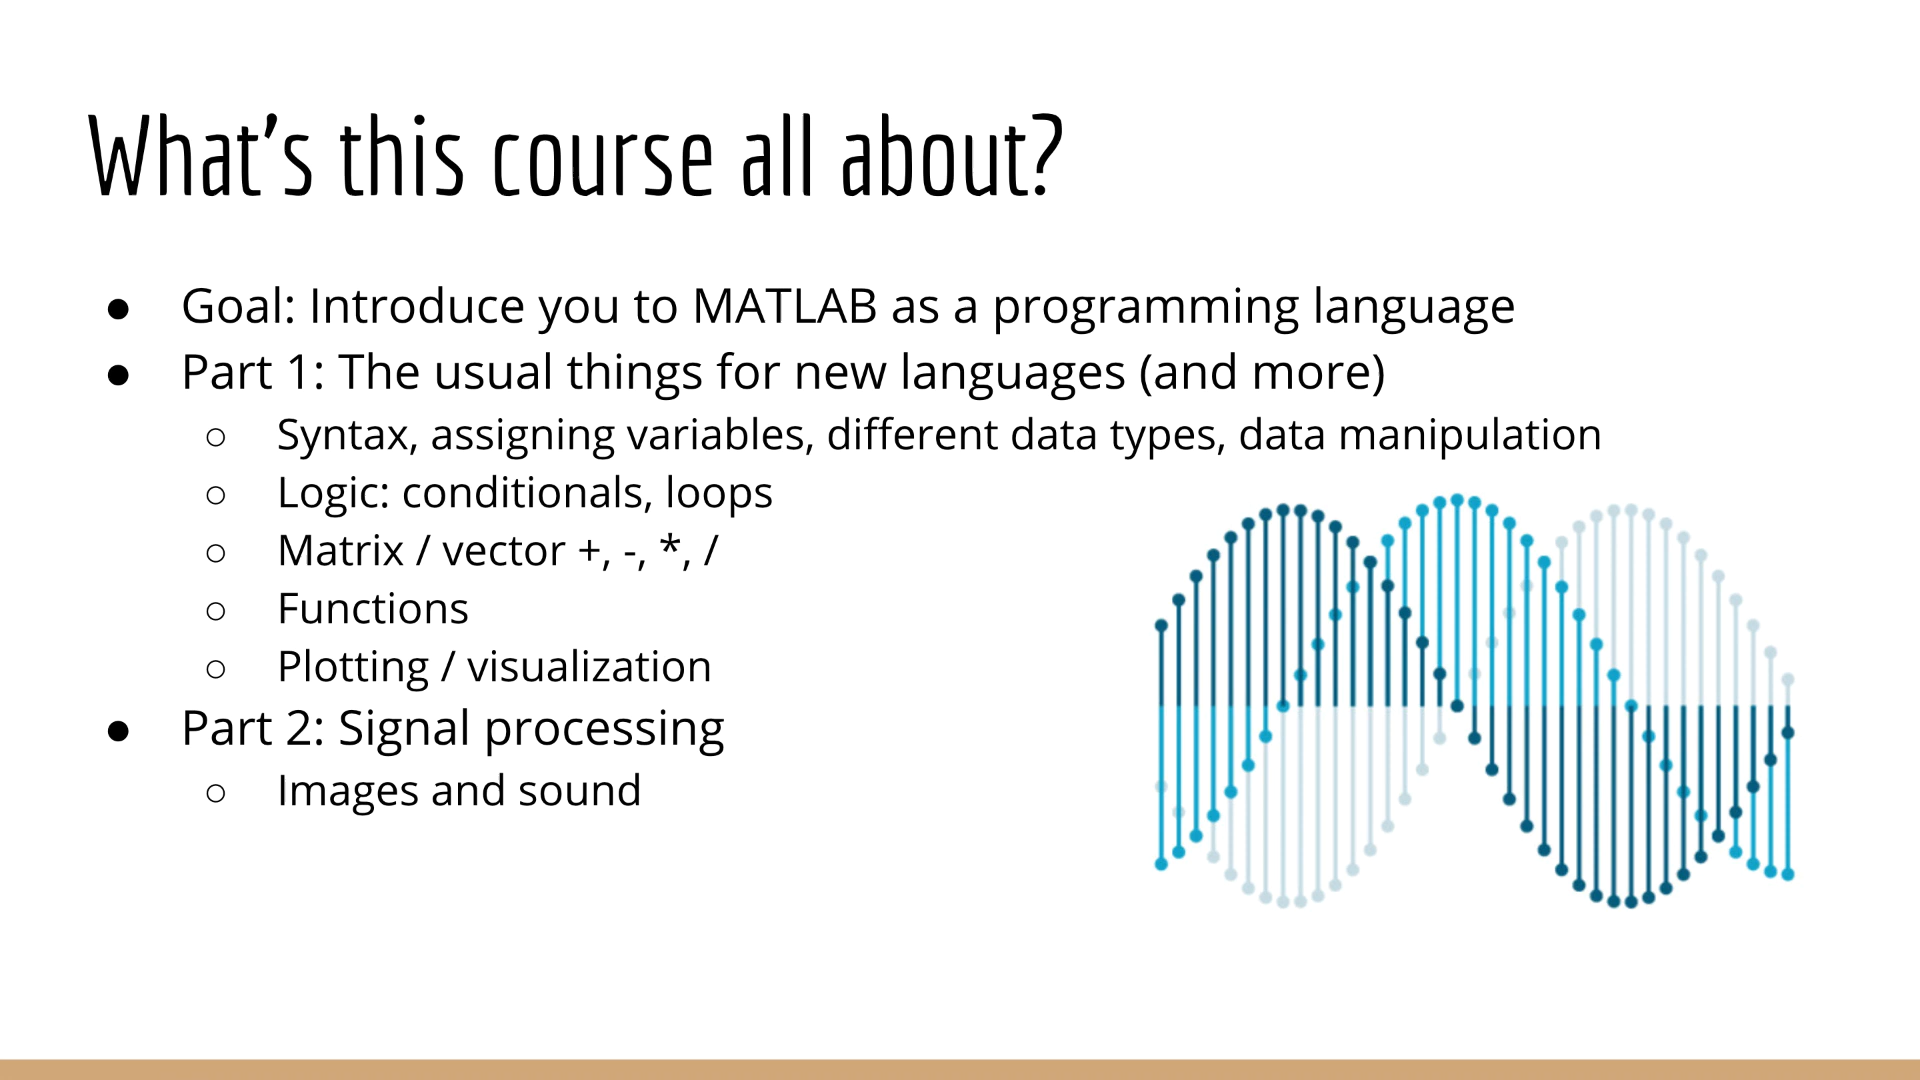 What's this course all about?
● Goal: Introduce you to MATLAB as a programming language
● Part 1: The usual things for new languages (and more)
○ Syntax, assigning variables, different data types, data manipulation
○ Logic: conditionals, loops
○ Matrix / vector +, -, *, /
○ Functions
○ Plotting / visualization
● Part 2: Signal processing
○ Images and sound